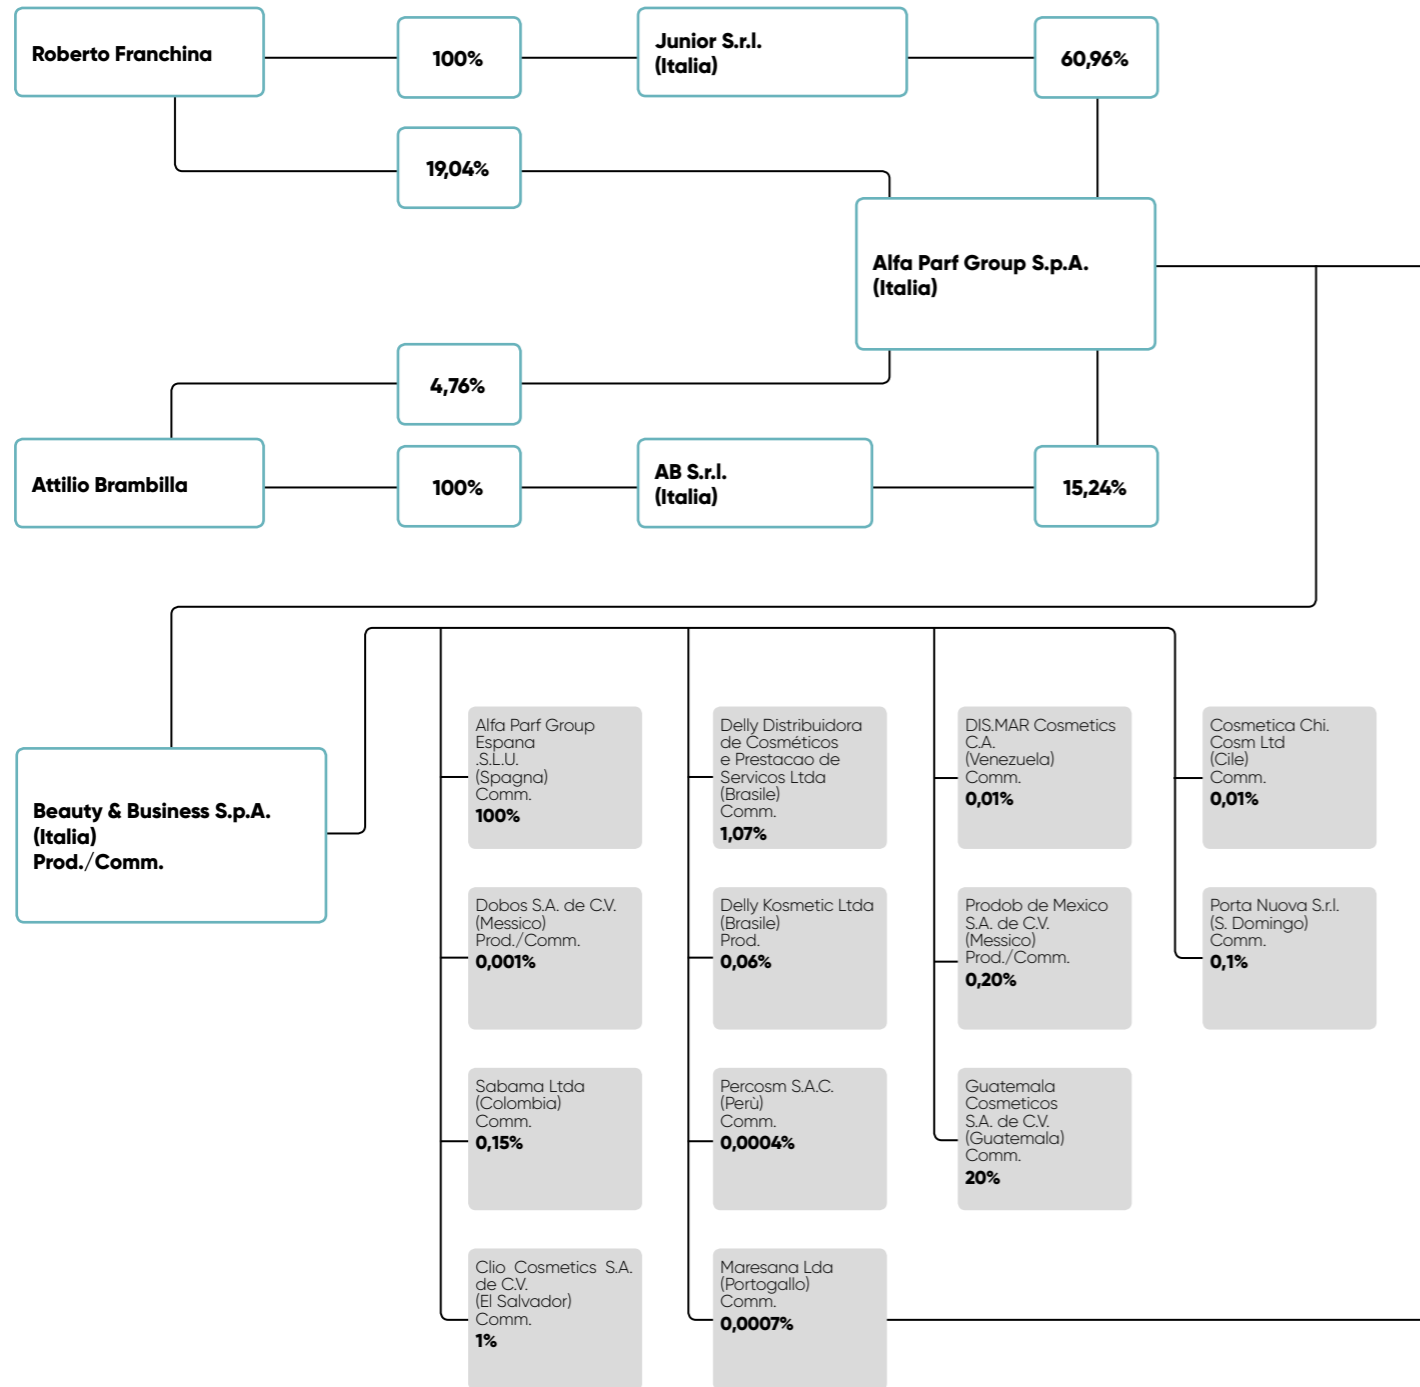 Roberto Franchina
100%
Junior S.r.l.
(Italia)
60,96%
19,04%
Alfa Parf Group S.p.A.
(Italia)
4,76%
Attilio Brambilla
100%
AB S.r.l.
(Italia)
15,24%
Beauty & Business S.p.A.
(Italia)
Prod./Comm.
Alfa Parf Group
Espana
.S.L.U.
(Spagna)
Comm.
100%
Delly Distribuidora
de Cosméticos
e Prestacao de
Servicos Ltda
(Brasile)
Comm.
1,07%
DIS.MAR Cosmetics
C.A.
(Venezuela)
Comm.
0,01%
Cosmetica Chi.
Cosm Ltd
(Cile)
Comm.
0,01%
Dobos S.A. de C.V.
(Messico)
Prod./Comm.
0,001%
Delly Kosmetic Ltda
(Brasile)
Prod.
0,06%
Prodob de Mexico
S.A. de C.V.
(Messico)
Prod./Comm.
0,20%
Porta Nuova S.r.l.
(S. Domingo)
Comm.
0,1%
Sabama Ltda
(Colombia)
Comm.
0,15%
Percosm S.A.C.
(Perù)
Comm.
0,0004%
Guatemala
Cosmeticos
S.A. de C.V.
(Guatemala)
Comm.
20%
Clio Cosmetics S.A.
de C.V.
(El Salvador)
Comm.
1%
Maresana Lda
(Portogallo)
Comm.
0,0007%